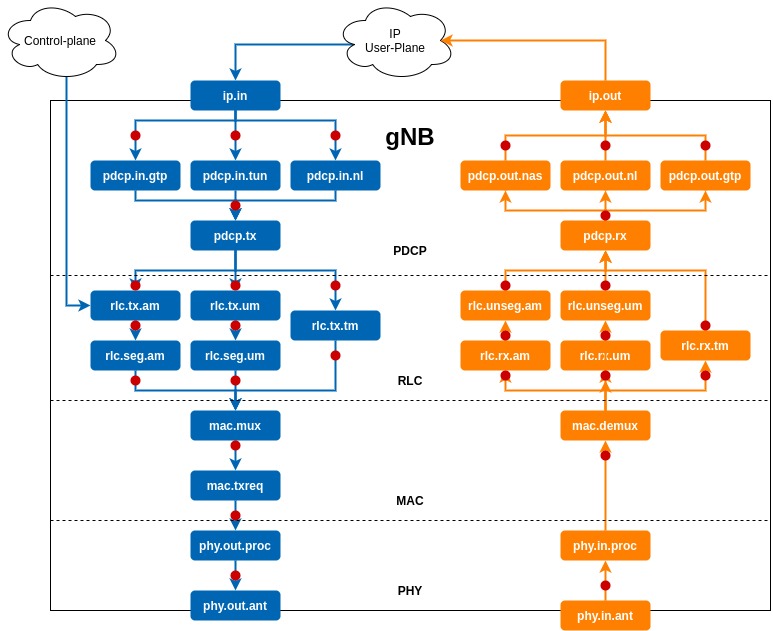 Control-plane
IP
User-Plane
ip.in
ip.out
gNB
pdcp.in.gtp
pdcp.in.tun
pdcp.in.nl
pdcp.out.nas
pdcp.out.nl
pdcp.out.gtp
pdcp.tx
pdcp.rx
PDCP
rlc.tx.am
rlc.tx.um
rlc.tx.tm
rlc.unseg.am
rlc.unseg.um
rlc.seg.am
rlc.seg.um
rlc.rx.am
rlc.rx.um
rlc.rx.tm
RLC
mac.mux
mac.demux
mac.txreq
MAC
phy.out.proc
phy.in.proc
PHY
phy.out.ant
phy.in.ant